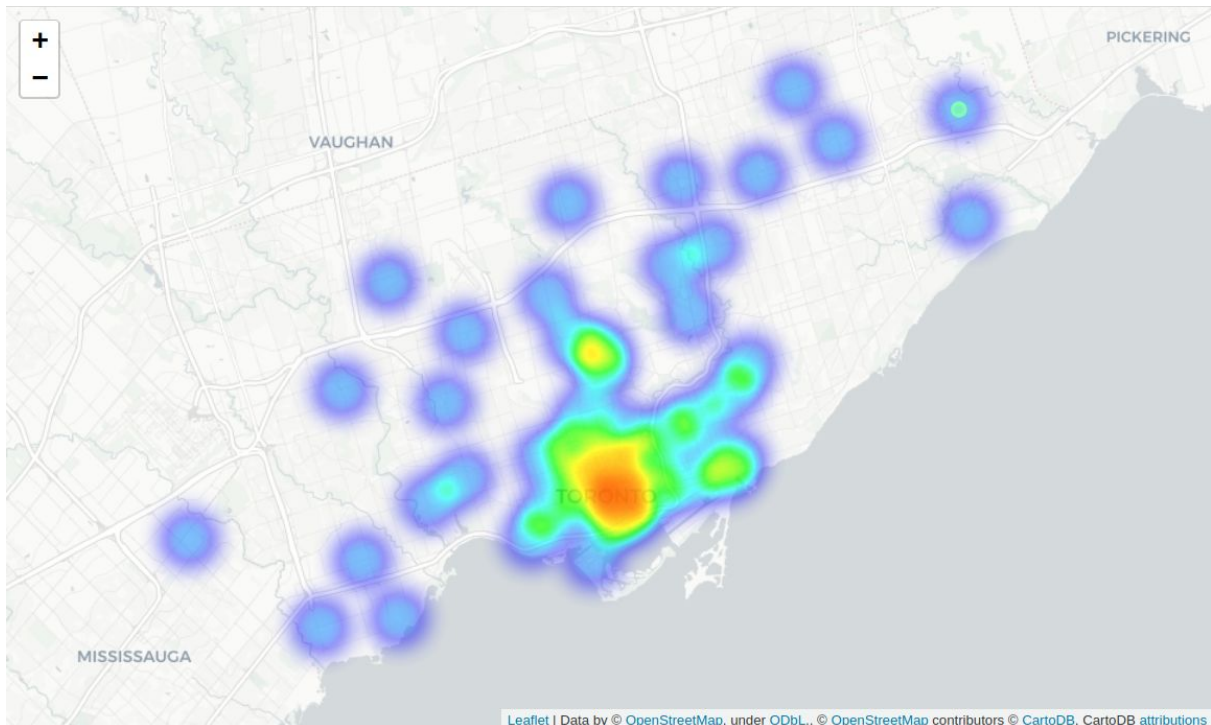 +
−
PICKERING
VAUGHAN
TORONTO
MISSISSAUGA
Leaflet | Data by © OpenStreetMap, under ODbL., © OpenStreetMap contributors © CartoDB, CartoDB attributions